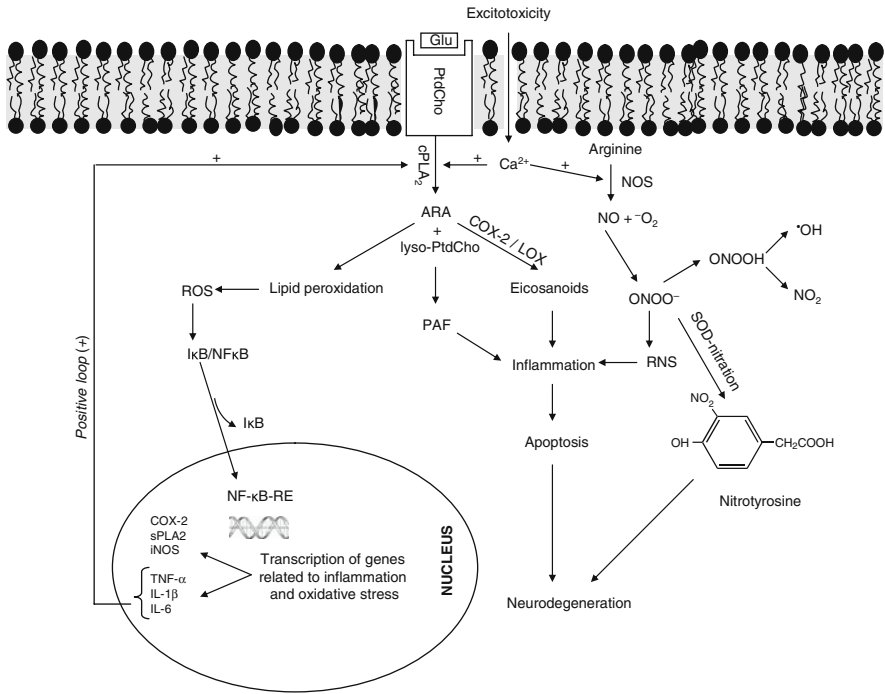 Excitotoxicity
Glu
PtdCho
cPLA2
+
+
Ca2+
+
Arginine
NOS
NO + –O2
ARA
+
lyso-PtdCho
COX-2 / LOX
ONOOH
•OH
NO2
ROS
Lipid peroxidation
Eicosanoids
ONOO–
PAF
SOD-nitration
IκB/NFκB
Inflammation
RNS
Positive loop (+)
IκB
NO2
OH
CH2COOH
Apoptosis
Nitrotyrosine
NF-κB-RE
NUCLEUS
COX-2
sPLA2
iNOS
Transcription of genes
related to inflammation
and oxidative stress
TNF-α
IL-1β
IL-6
Neurodegeneration